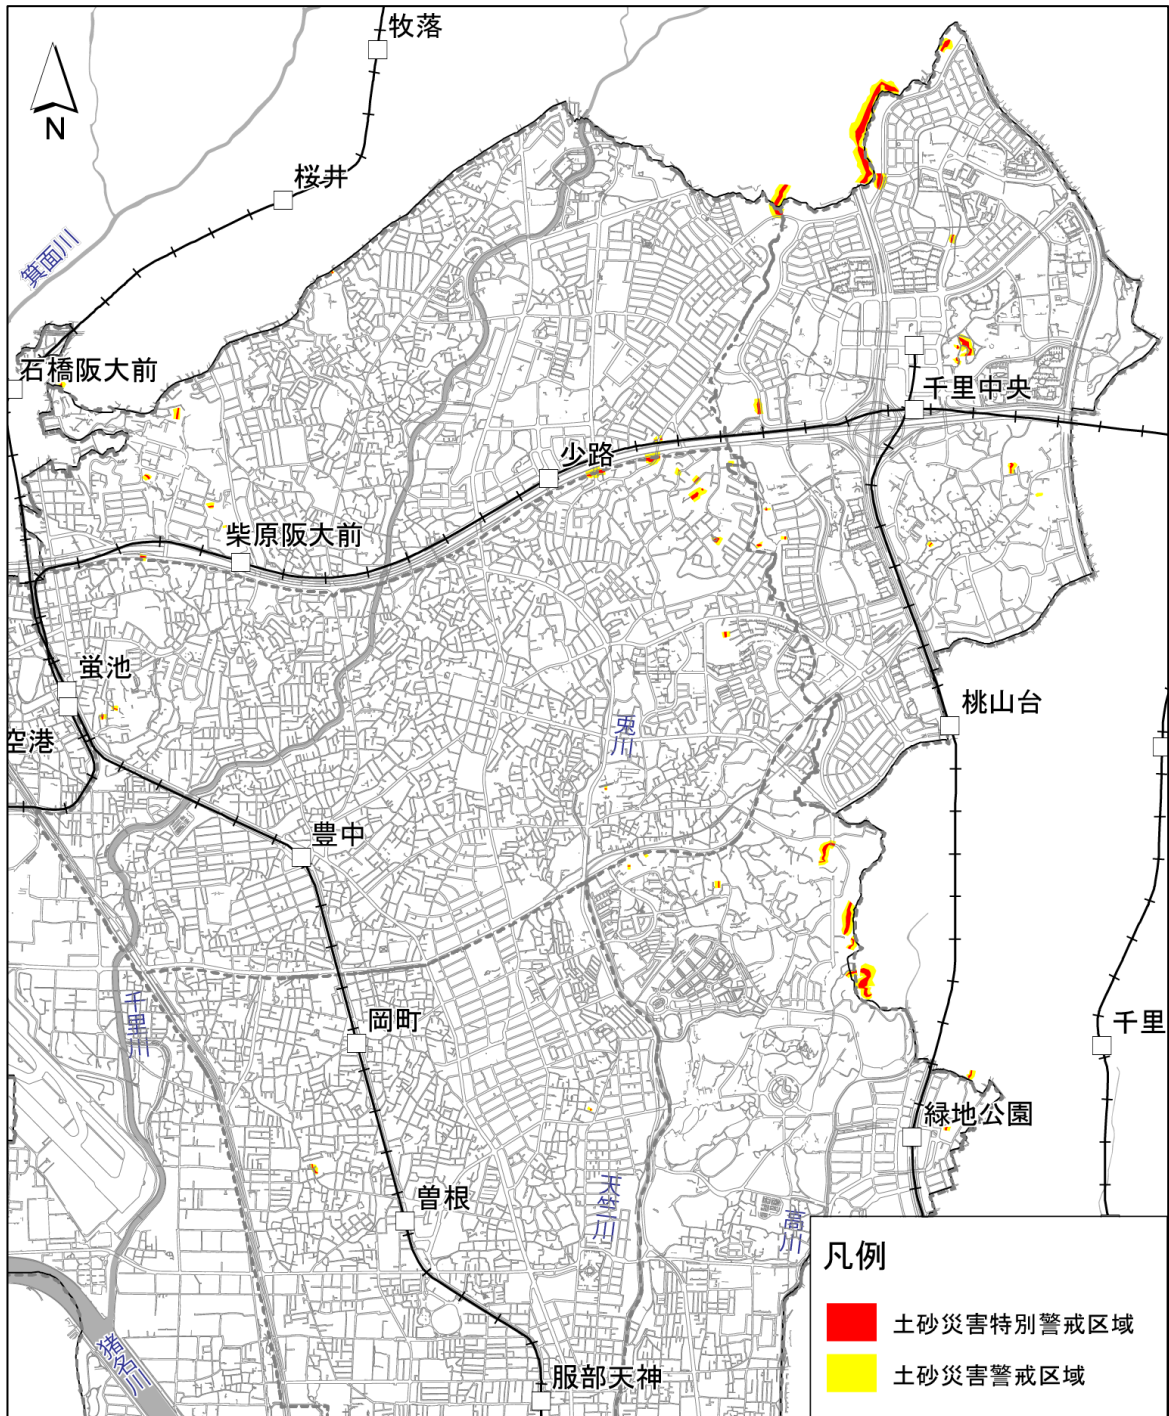 牧落
N
桜井
箕面川
石橋阪大前
千里中央
少路
柴原阪大前
蛍池
空港
兎川
桃山台
豊中
千里川
岡町
千里
緑地公園
曽根
天竺川
高川
猪名川
服部天神
凡例
土砂災害特別警戒区域
土砂災害警戒区域